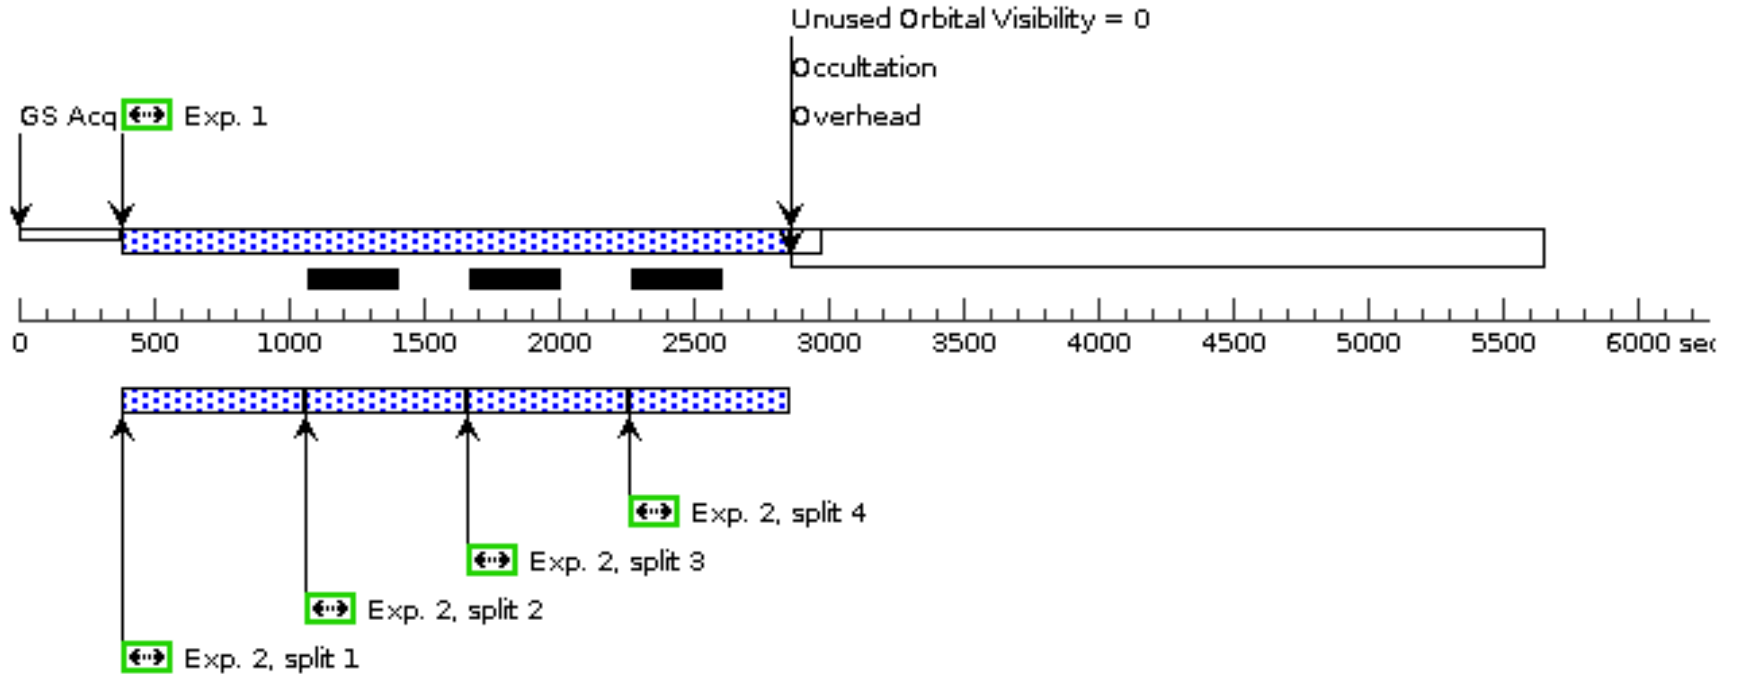 Unused Orbital Visibility = 0
Occultation
GS Acq Exp. 1 Overhead
0 500 1000 1500 2000 2500 3000 3500 4000 4500 5000 5500 6000 sec
Exp. 2, split 4
Exp. 2, split 3
Exp. 2, split 2
Exp. 2, split 1